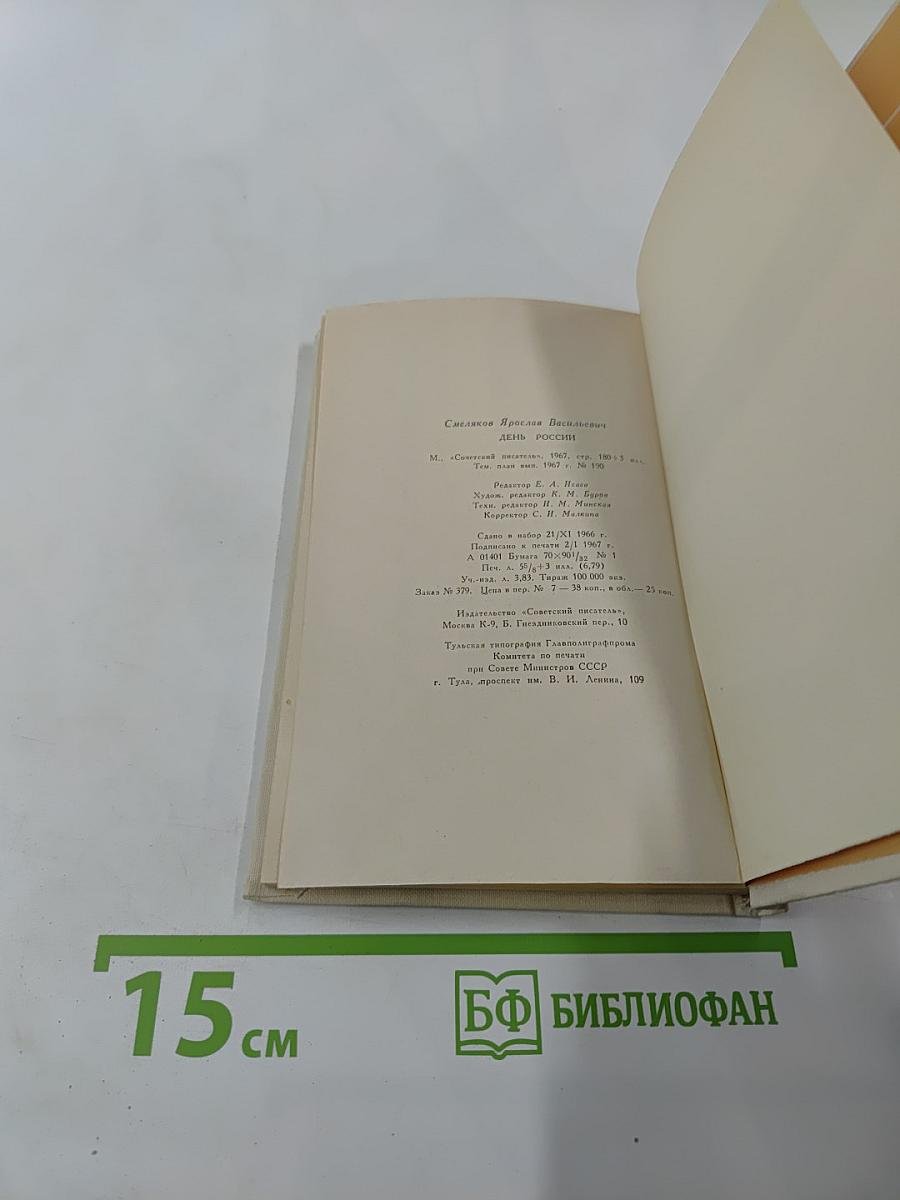 Смеляков Ярослав Васильевич
ДЕНЬ РОССИИ
М., «Советский писатель», 1967, стр. 180+3 илл.
Тем. план вып. 1967 г. № 190
Редактор Е. А. Исаев
Худож. редактор К. М. Буров
Техн. редактор И. М. Минская
Корректор С. И. Малкина
Сдано в набор 21/XI 1966 г.
Подписано к печати 2/I 1967 г.
А 01401 Бумага 70×90 1/32 № 1
Печ. л. 5 5/8+3 илл. (6,79)
Уч.-изд. л. 3,83. Тираж 100 000 экз.
Заказ № 379. Цена в пер. № 7 — 38 коп., в обл.— 25 коп.
Издательство «Советский писатель»,
Москва К-9, Б. Гнездниковский пер., 10
Тульская типография Главполиграфпрома
Комитета по печати
при Совете Министров СССР
г. Тула, проспект им. В. И. Ленина, 109
15 см
БФ БИБЛИОФАН